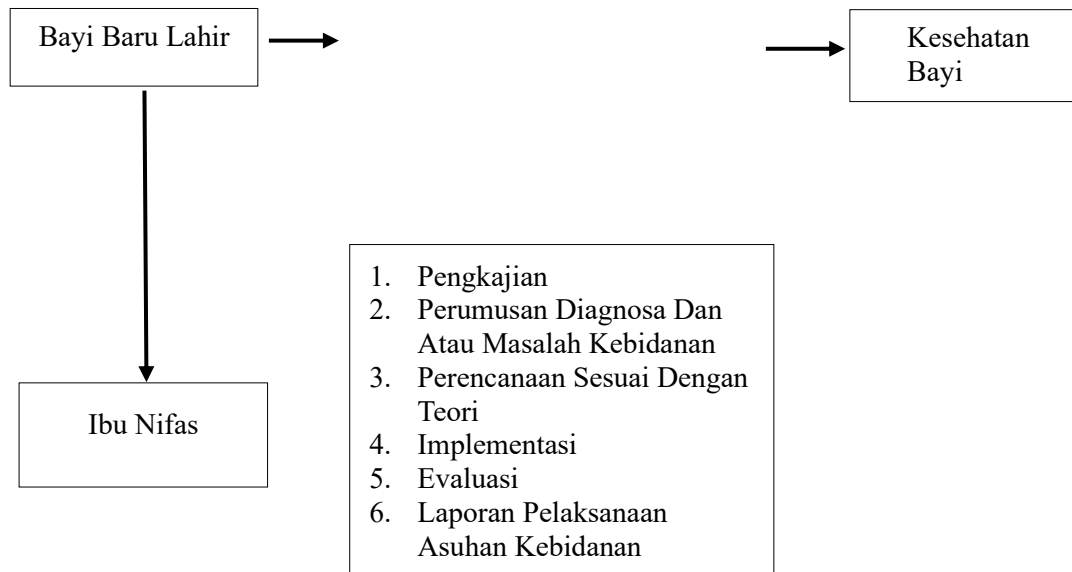 Bayi Baru Lahir
Kesehatan
Bayi
1. Pengkajian
2. Perumusan Diagnosa Dan
Atau Masalah Kebidanan
3. Perencanaan Sesuai Dengan
Teori
4. Implementasi
5. Evaluasi
6. Laporan Pelaksanaan
Asuhan Kebidanan
Ibu Nifas